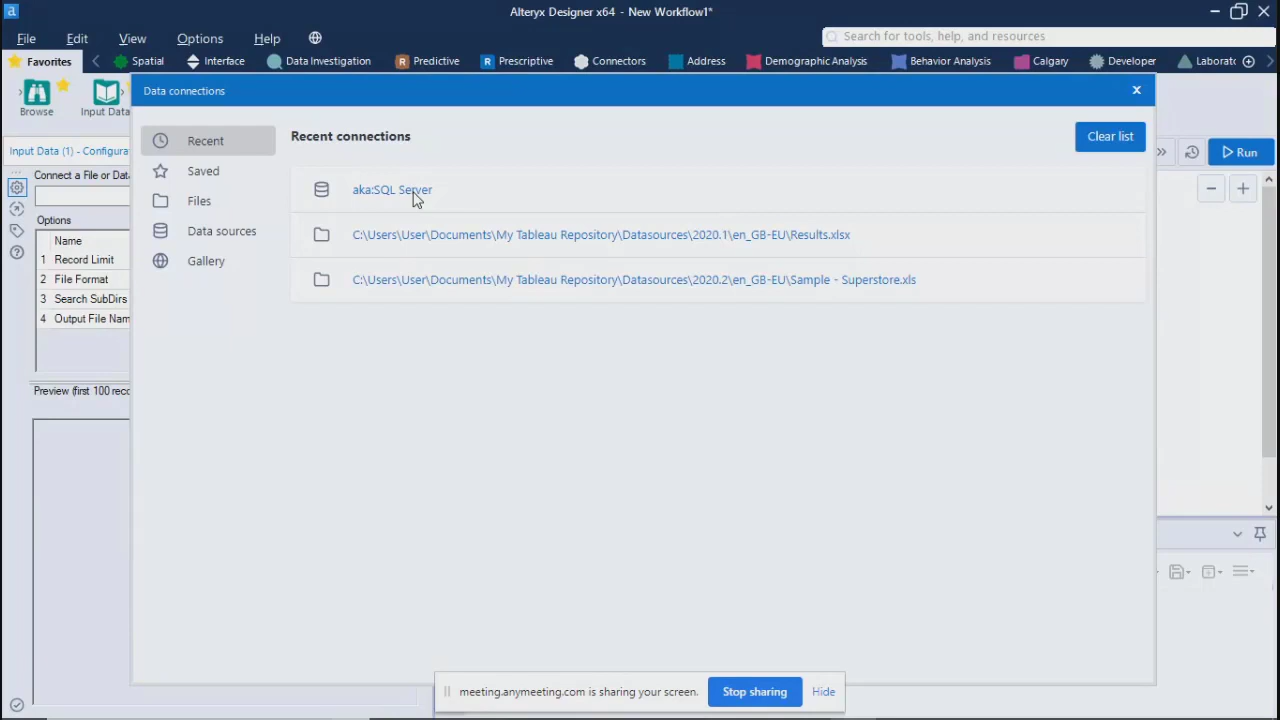 Alteryx Designer x64 - New Workflow1*
File Edit View Options Help
Search for tools, help, and resources
Favorites Spatial Interface Data Investigation Predictive Prescriptive Connectors Address Demographic Analysis Behavior Analysis Calgary Developer Laborat
Browse Input Data
Data connections
Input Data (1) - Configurat
Connect a File or Dat
Options
Name
1 Record Limit
2 File Format
3 Search SubDirs
4 Output File Nam
Preview (first 100 reco
Recent
Saved
Files
Data sources
Gallery
Recent connections
Clear list
aka:SQL Server
C:\Users\User\Documents\My Tableau Repository\Datasources\2020.1\en_GB-EU\Results.xlsx
C:\Users\User\Documents\My Tableau Repository\Datasources\2020.2\en_GB-EU\Sample - Superstore.xls
Run
meeting.anymeeting.com is sharing your screen. Stop sharing Hide